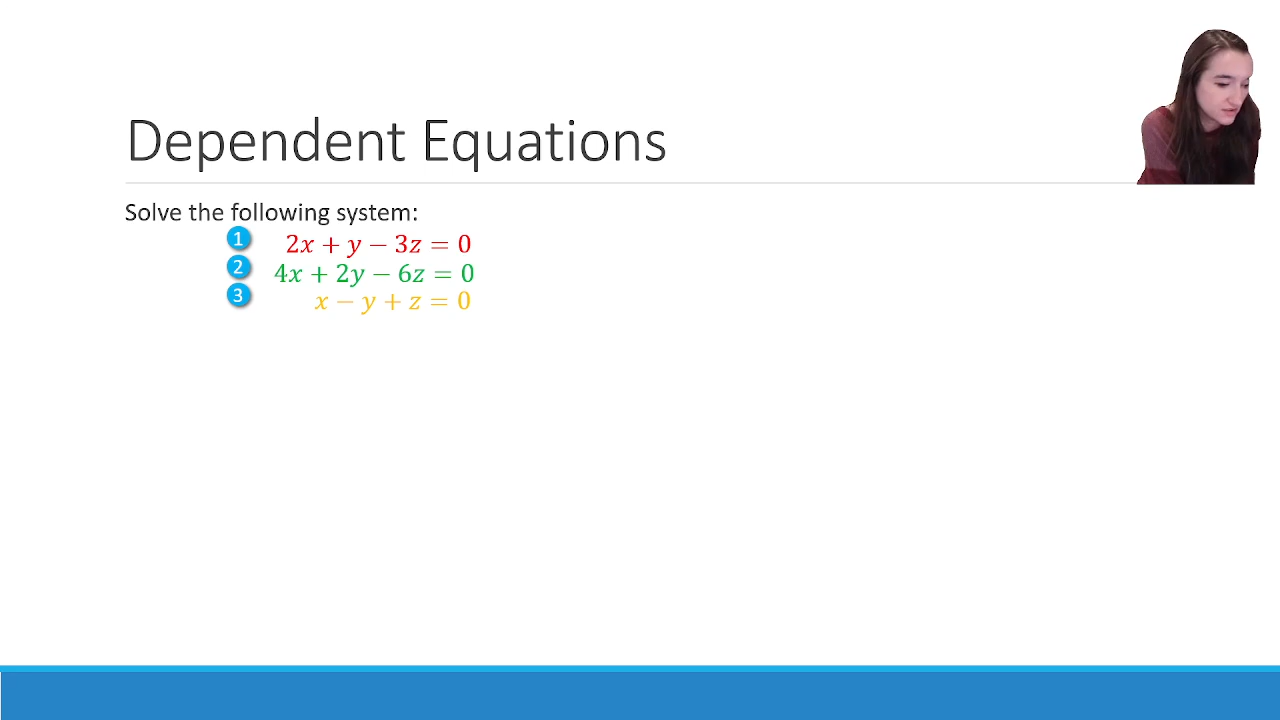 Dependent Equations
Solve the following system:
1 2x + y − 3z = 0
2 4x + 2y − 6z = 0
3 x − y + z = 0